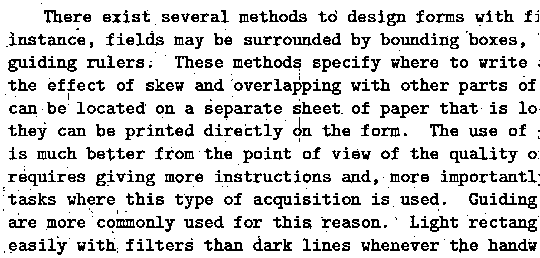 There exist several methods to design forms with fi
instance, fields may be surrounded by bounding boxes,
guiding rulers. These methods specify where to write
the effect of skew and overlapping with other parts of
can be located on a separate sheet of paper that is lo
they can be printed directly on the form. The use of
is much better from the point of view of the quality o
requires giving more instructions and, more importantl
tasks where this type of acquisition is used. Guiding
are more commonly used for this reason. Light rectang
easily with filters than dark lines whenever the handw